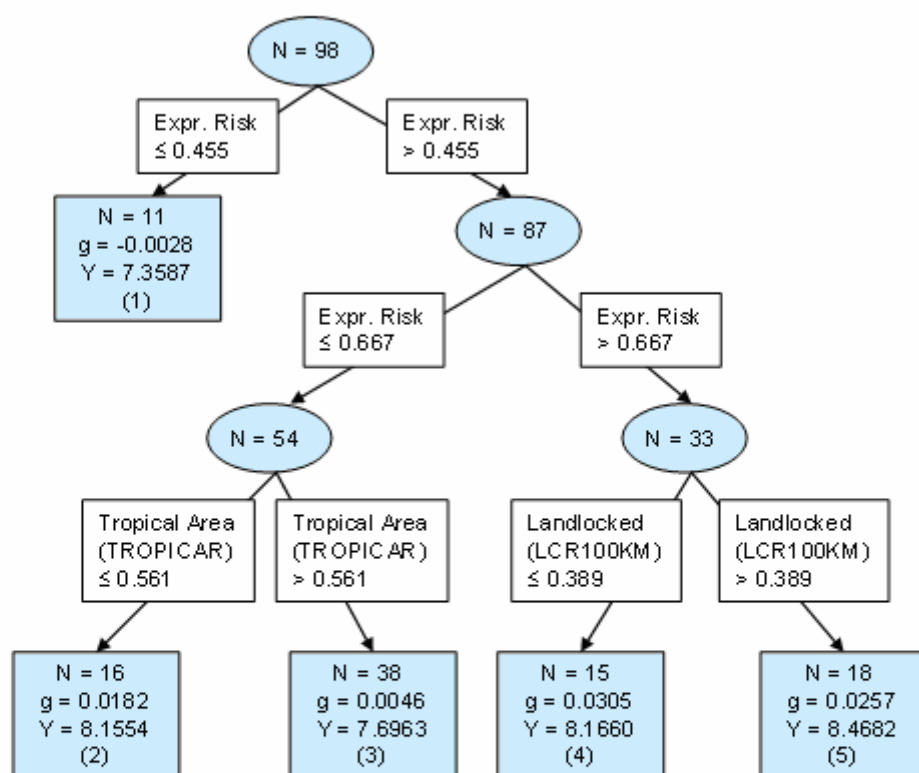 N = 98
Expr. Risk
≤ 0.455
Expr. Risk
> 0.455
N = 11
g = -0.0028
Y = 7.3587
(1)
N = 87
Expr. Risk
≤ 0.667
Expr. Risk
> 0.667
N = 54
N = 33
Tropical Area
(TROPICAR)
≤ 0.561
Tropical Area
(TROPICAR)
> 0.561
Landlocked
(LCR100KM)
≤ 0.389
Landlocked
(LCR100KM)
> 0.389
N = 16
g = 0.0182
Y = 8.1554
(2)
N = 38
g = 0.0046
Y = 7.6963
(3)
N = 15
g = 0.0305
Y = 8.1660
(4)
N = 18
g = 0.0257
Y = 8.4682
(5)